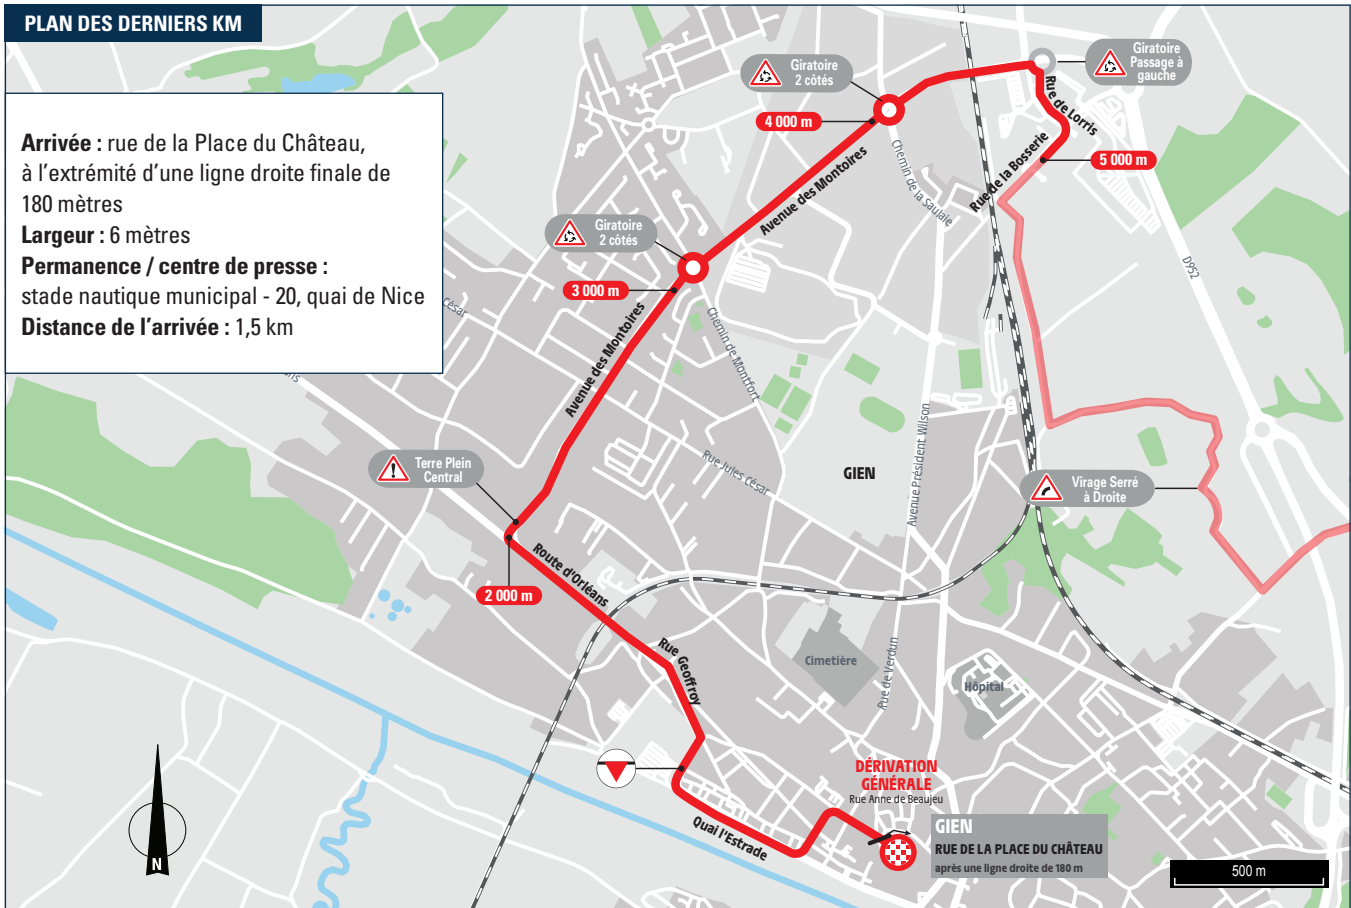 PLAN DES DERNIERS KM
Arrivée : rue de la Place du Château,
à l'extrémité d'une ligne droite finale de
180 mètres
Largeur : 6 mètres
Permanence / centre de presse :
stade nautique municipal - 20, quai de Nice
Distance de l'arrivée : 1,5 km
Giratoire
2 côtés
Giratoire
Passage à
gauche
4 000 m
Rue de Lorris
5 000 m
Rue de la Bosserie
Chemin de la Saulaie
Avenue des Montoires
Giratoire
2 côtés
3 000 m
D952
César
Avenue des Montoires
Chemin de Montfort
Avenue Président Wilson
Rue Jules César
GIEN
Terre Plein
Central
Virage Serré
à Droite
Route d'Orléans
2 000 m
Rue Geoffroy
Cimetière
Rue de Verdun
Hôpital
DÉRIVATION
GÉNÉRALE
Rue Anne de Beaujeu
Quai l'Estrade
GIEN
RUE DE LA PLACE DU CHÂTEAU
après une ligne droite de 180 m
N
500 m